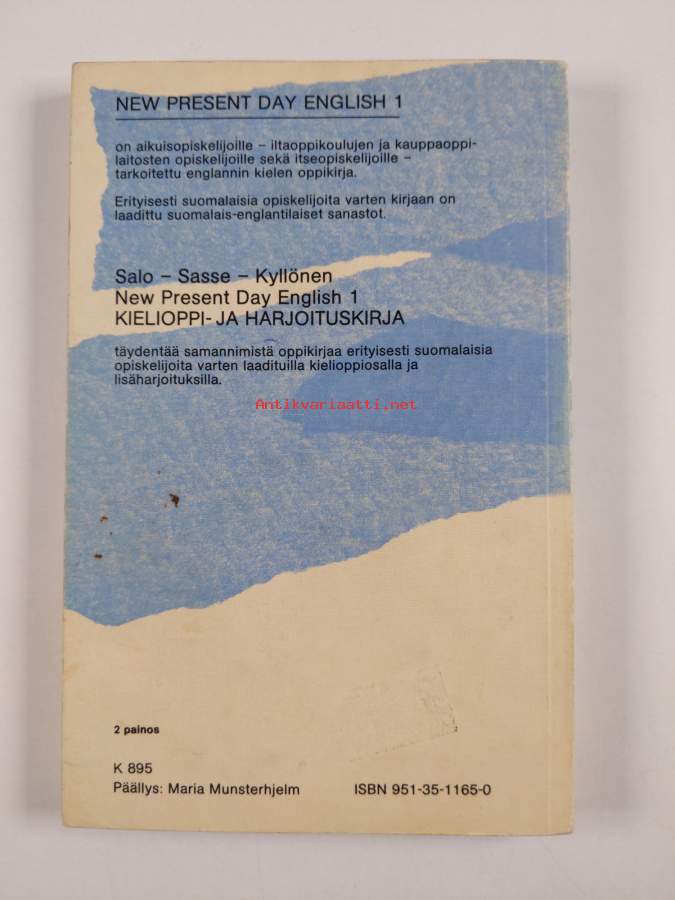 NEW PRESENT DAY ENGLISH 1
on aikuisopiskelijoille – iltaoppikoulujen ja kauppaoppi-
laitosten opiskelijoille sekä itseopiskelijoille –
tarkoitettu englannin kielen oppikirja.
Erityisesti suomalaisia opiskelijoita varten kirjaan on
laadittu suomalais-englantilaiset sanastot.
Salo – Sasse – Kyllönen
New Present Day English 1
KIELIOPPI- JA HARJOITUSKIRJA
täydentää samannimistä oppikirjaa erityisesti suomalaisia
opiskelijoita varten laadituilla kielioppiosalla ja
lisäharjoituksilla.
Antikvariaatti.net
2 painos
K 895
Päällys: Maria Munsterhjelm
ISBN 951-35-1165-0